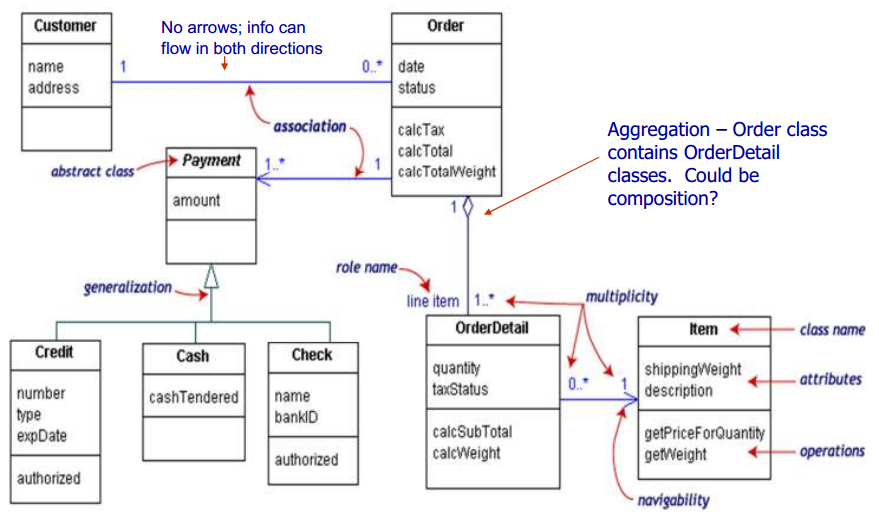 Customer
name
address
No arrows; info can
flow in both directions
1
0..*
Order
date
status
calcTax
calcTotal
calcTotalWeight
association
abstract class
Payment
amount
1..*
1
Aggregation – Order class
contains OrderDetail
classes.  Could be
composition?
1
generalization
role name
line item
1..*
multiplicity
Credit
number
type
expDate
authorized
Cash
cashTendered
Check
name
bankID
authorized
OrderDetail
quantity
taxStatus
calcSubTotal
calcWeight
0..*
1
Item
shippingWeight
description
getPriceForQuantity
getWeight
class name
attributes
operations
navigability